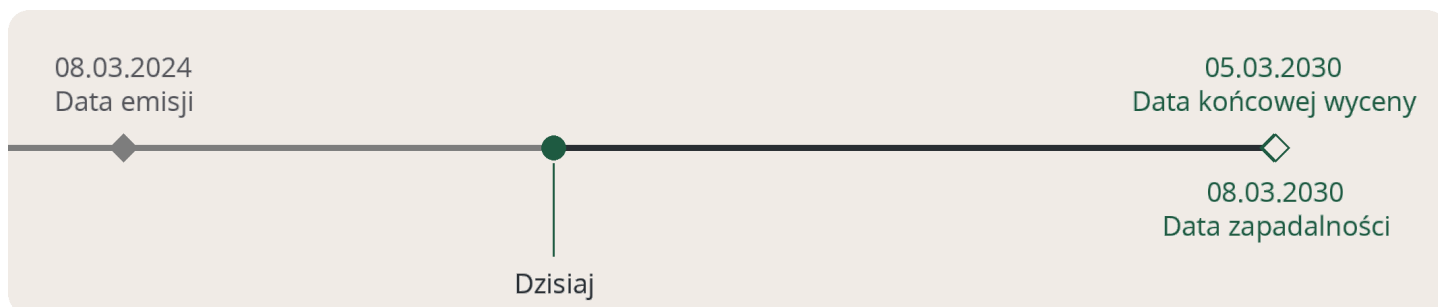 08.03.2024
Data emisji
05.03.2030
Data końcowej wyceny
08.03.2030
Data zapadalności
Dzisiaj